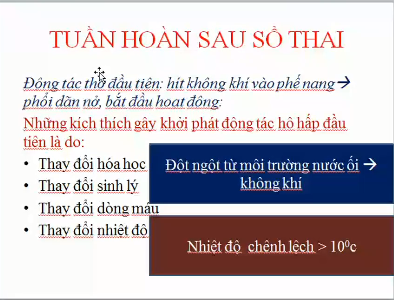 TUẦN HOÀN SAU SỔ THAI
Động tác thở đầu tiên: hít không khí vào phế nang →
phổi dãn nở, bắt đầu hoạt động:
Những kích thích gây khởi phát động tác hô hấp đầu
tiên là do:
• Thay đổi hóa học
• Thay đổi sinh lý
• Thay đổi dòng máu
• Thay đổi nhiệt độ
Đột ngột từ môi trường nước ối →
không khí
Nhiệt độ chênh lệch > 10⁰c